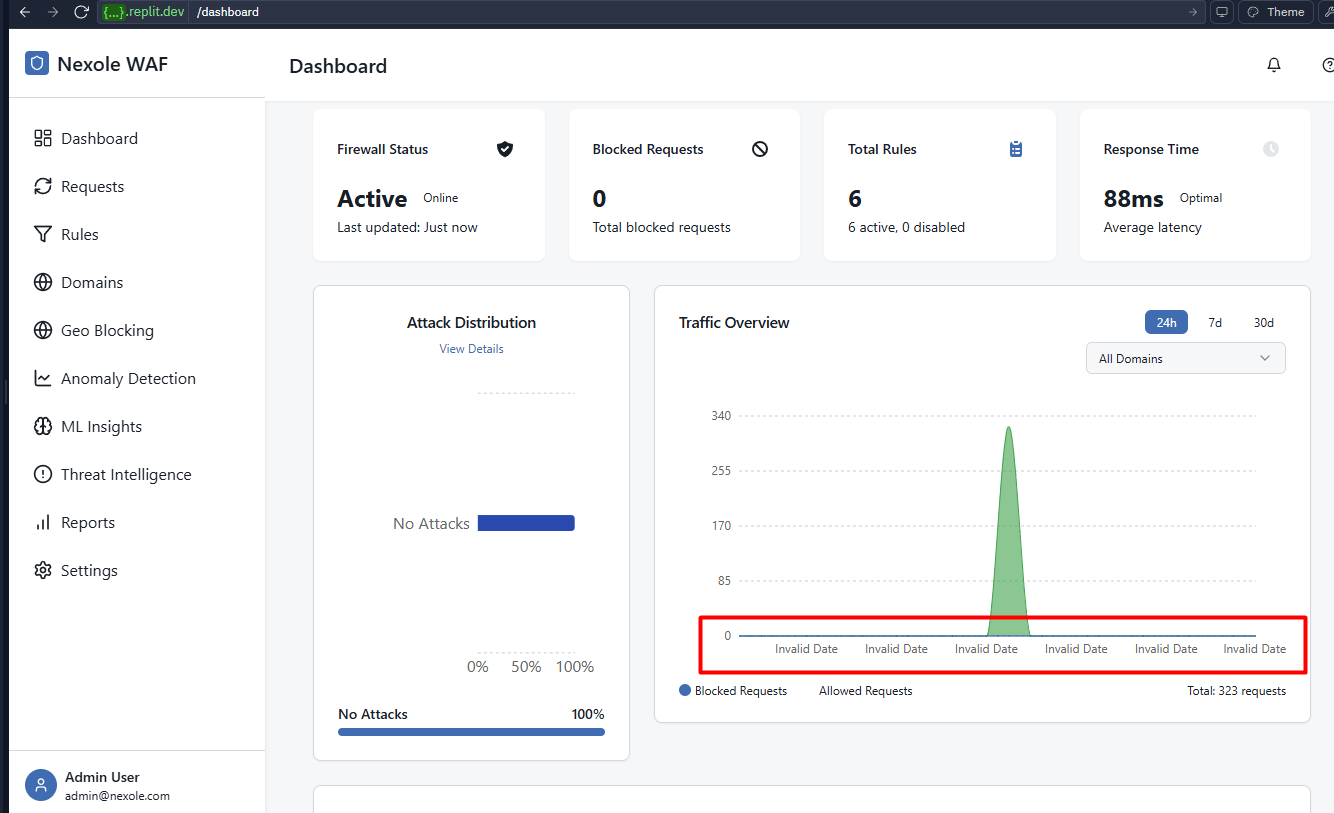 {...}.replit.dev /dashboard
Theme
Nexole WAF
Dashboard
Dashboard
Requests
Rules
Domains
Geo Blocking
Anomaly Detection
ML Insights
Threat Intelligence
Reports
Settings
Admin User
admin@nexole.com
Firewall Status
Active Online
Last updated: Just now
Blocked Requests
0
Total blocked requests
Total Rules
6
6 active, 0 disabled
Response Time
88ms Optimal
Average latency
Attack Distribution
View Details
No Attacks
0% 50% 100%
No Attacks 100%
Traffic Overview
24h 7d 30d
All Domains
340
255
170
85
0
Invalid Date Invalid Date Invalid Date Invalid Date Invalid Date Invalid Date
Blocked Requests Allowed Requests Total: 323 requests